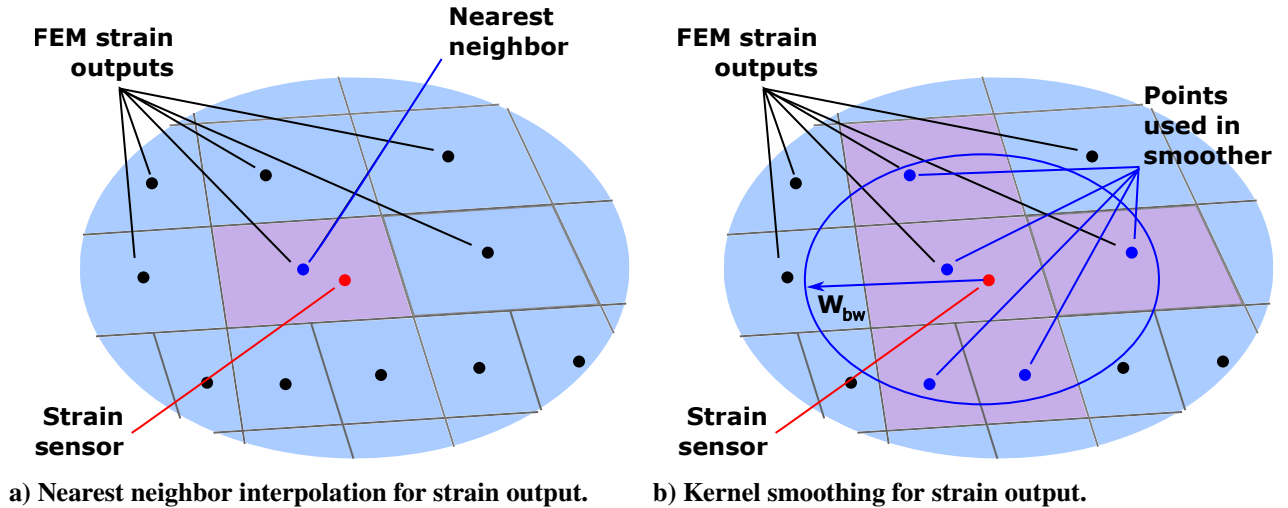 FEM strain
outputs
Nearest
neighbor
Strain
sensor
a) Nearest neighbor interpolation for strain output.
FEM strain
outputs
Points
used in
smoother
W_bw
Strain
sensor
b) Kernel smoothing for strain output.